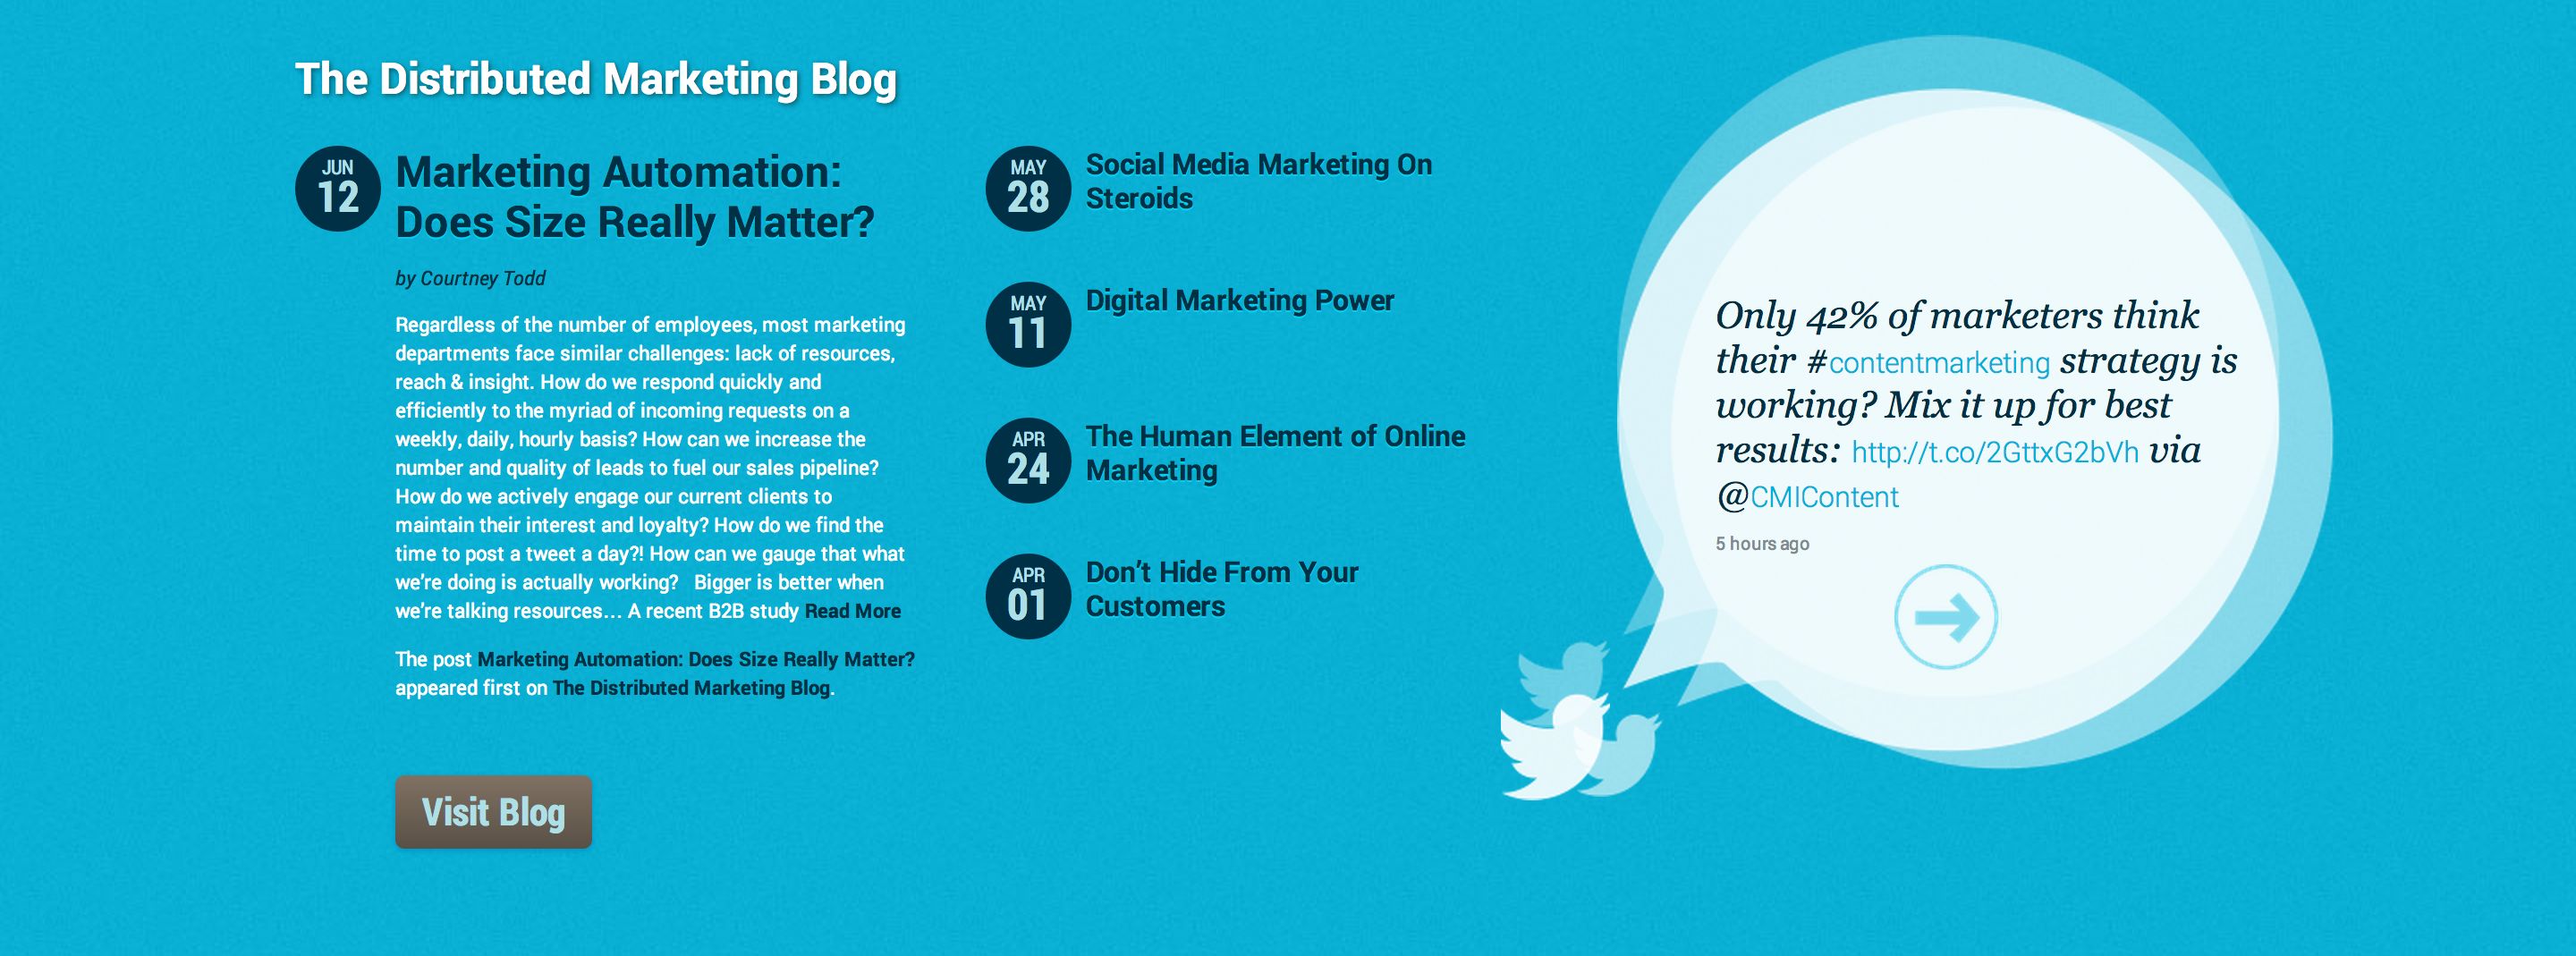 The Distributed Marketing Blog
JUN
12
Marketing Automation:
Does Size Really Matter?
by Courtney Todd
Regardless of the number of employees, most marketing
departments face similar challenges: lack of resources,
reach & insight. How do we respond quickly and
efficiently to the myriad of incoming requests on a
weekly, daily, hourly basis? How can we increase the
number and quality of leads to fuel our sales pipeline?
How do we actively engage our current clients to
maintain their interest and loyalty? How do we find the
time to post a tweet a day?! How can we gauge that what
we’re doing is actually working?   Bigger is better when
we’re talking resources… A recent B2B study Read More
The post Marketing Automation: Does Size Really Matter?
appeared first on The Distributed Marketing Blog.
Visit Blog
MAY
28
Social Media Marketing On
Steroids
MAY
11
Digital Marketing Power
APR
24
The Human Element of Online
Marketing
APR
01
Don’t Hide From Your
Customers
Only 42% of marketers think
their #contentmarketing strategy is
working? Mix it up for best
results: http://t.co/2GttxG2bVh via
@CMIContent
5 hours ago